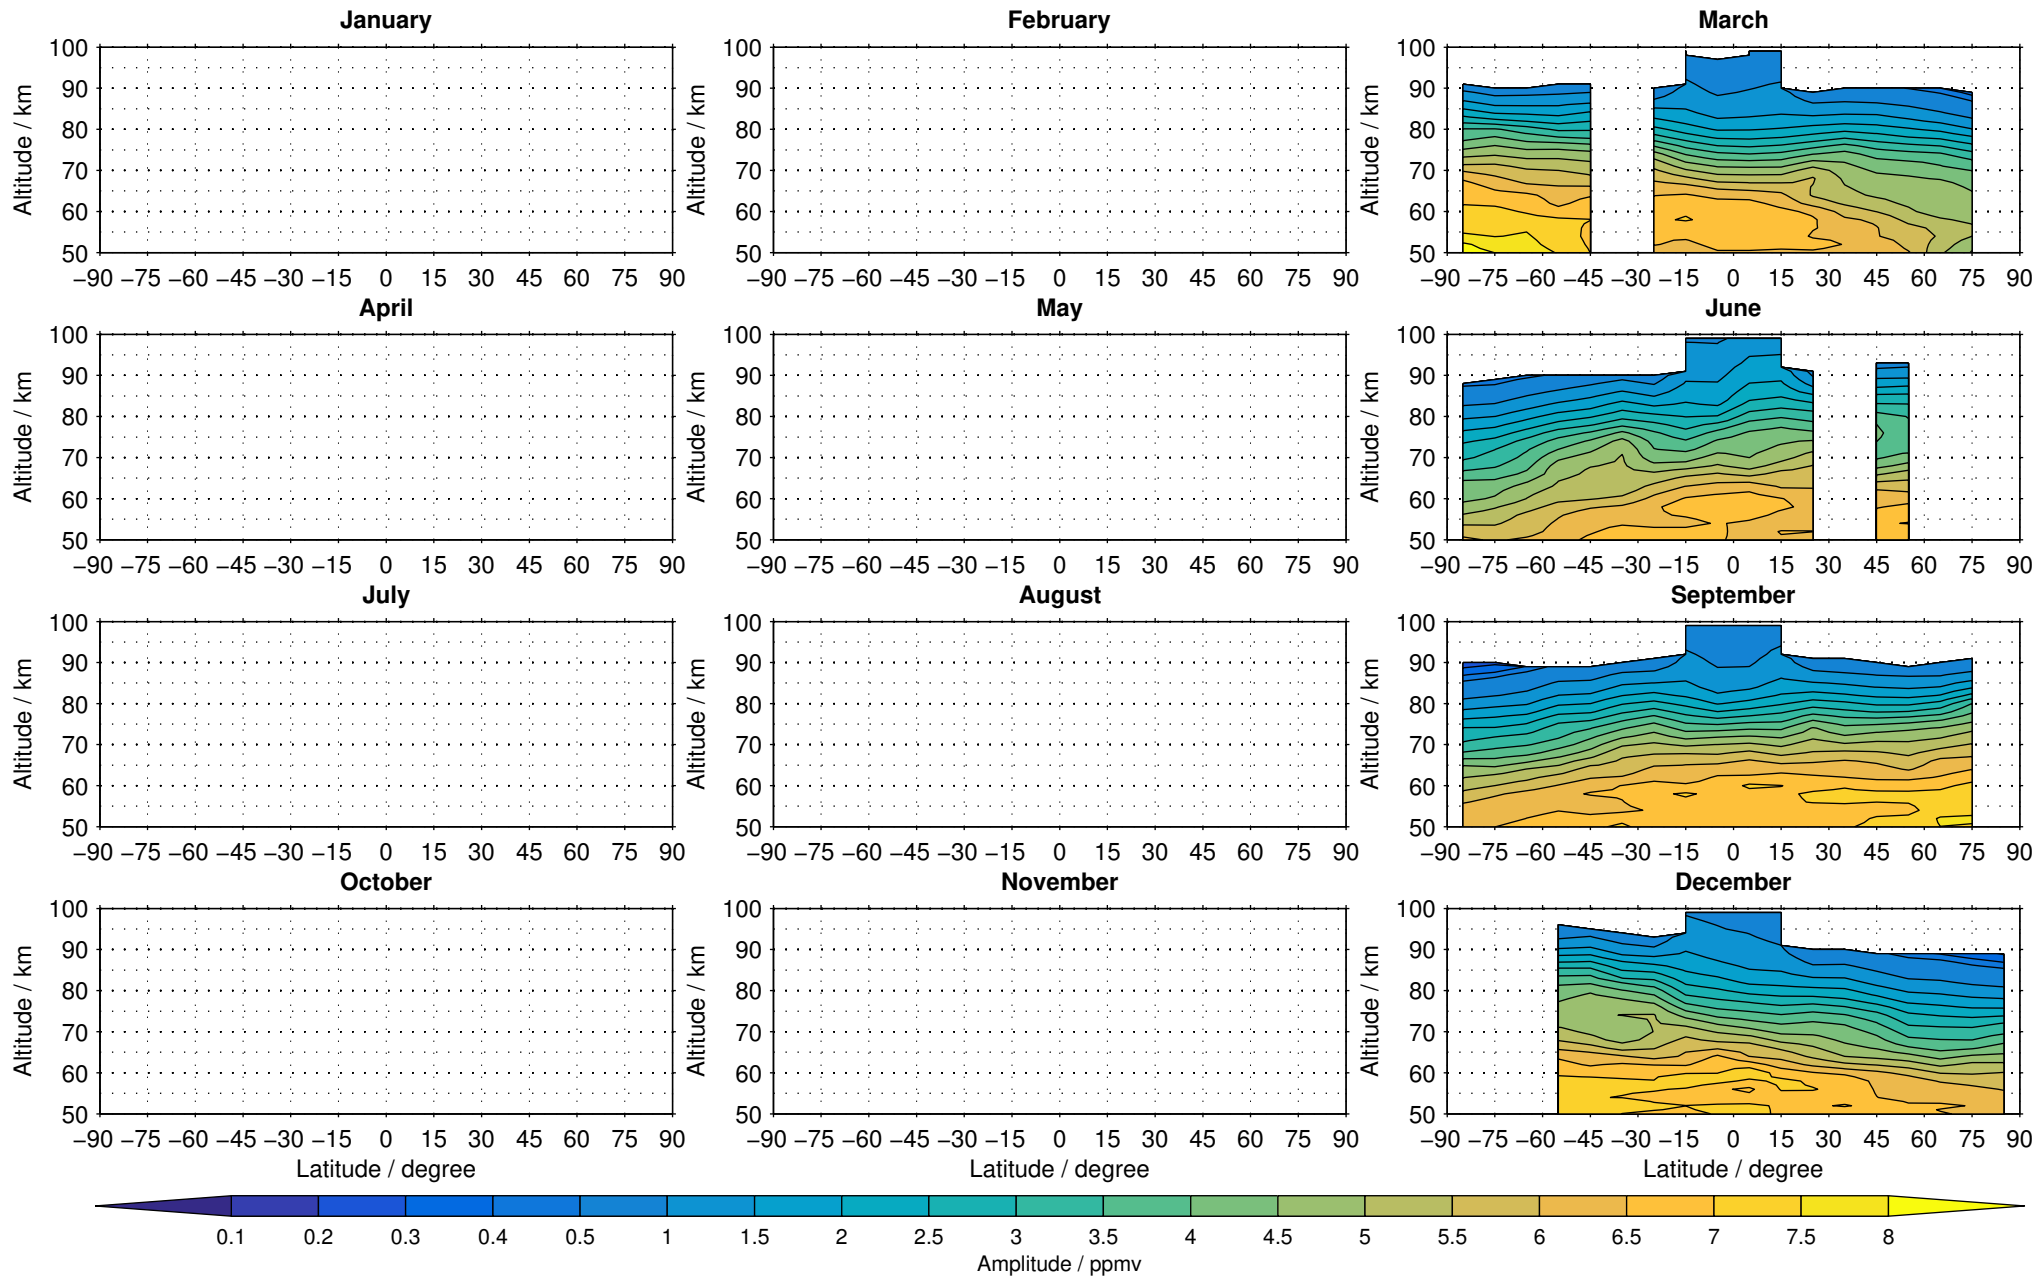 January February March
100 100 100
90 90 90
80 80 80
70 70 70
60 60 60
50 50 50
Altitude / km Altitude / km Altitude / km
−90 −75 −60 −45 −30 −15 0 15 30 45 60 75 90 −90 −75 −60 −45 −30 −15 0 15 30 45 60 75 90 −90 −75 −60 −45 −30 −15 0 15 30 45 60 75 90
April May June
100 100 100
90 90 90
80 80 80
70 70 70
60 60 60
50 50 50
Altitude / km Altitude / km Altitude / km
−90 −75 −60 −45 −30 −15 0 15 30 45 60 75 90 −90 −75 −60 −45 −30 −15 0 15 30 45 60 75 90 −90 −75 −60 −45 −30 −15 0 15 30 45 60 75 90
July August September
100 100 100
90 90 90
80 80 80
70 70 70
60 60 60
50 50 50
Altitude / km Altitude / km Altitude / km
−90 −75 −60 −45 −30 −15 0 15 30 45 60 75 90 −90 −75 −60 −45 −30 −15 0 15 30 45 60 75 90 −90 −75 −60 −45 −30 −15 0 15 30 45 60 75 90
October November December
100 100 100
90 90 90
80 80 80
70 70 70
60 60 60
50 50 50
Altitude / km Altitude / km Altitude / km
−90 −75 −60 −45 −30 −15 0 15 30 45 60 75 90 −90 −75 −60 −45 −30 −15 0 15 30 45 60 75 90 −90 −75 −60 −45 −30 −15 0 15 30 45 60 75 90
Latitude / degree Latitude / degree Latitude / degree
0.1 0.2 0.3 0.4 0.5 1 1.5 2 2.5 3 3.5 4 4.5 5 5.5 6 6.5 7 7.5 8
Amplitude / ppmv